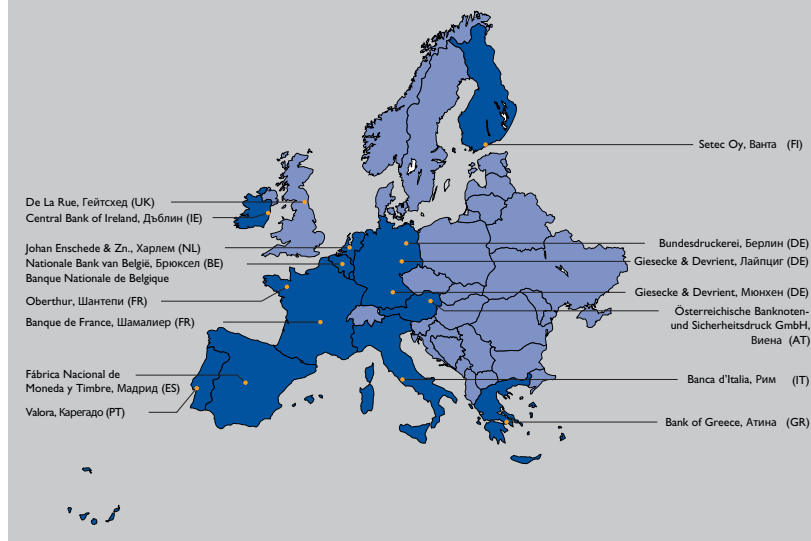 De La Rue, Гейтсхед (UK)
Central Bank of Ireland, Дъблин (IE)
Johan Enschede & Zn., Харлем (NL)
Nationale Bank van België, Брюксел (BE)
Banque Nationale de Belgique
Oberthur, Шантепи (FR)
Banque de France, Шамалиер (FR)
Fábrica Nacional de
Moneda y Timbre, Мадрид (ES)
Valora, Карегадо (PT)
Setec Oy, Ванта (FI)
Bundesdruckerei, Берлин (DE)
Giesecke & Devrient, Лайпциг (DE)
Giesecke & Devrient, Мюнхен (DE)
Österreichische Banknoten-
und Sicherheitsdruck GmbH,
Виена (AT)
Banca d'Italia, Рим (IT)
Bank of Greece, Атина (GR)